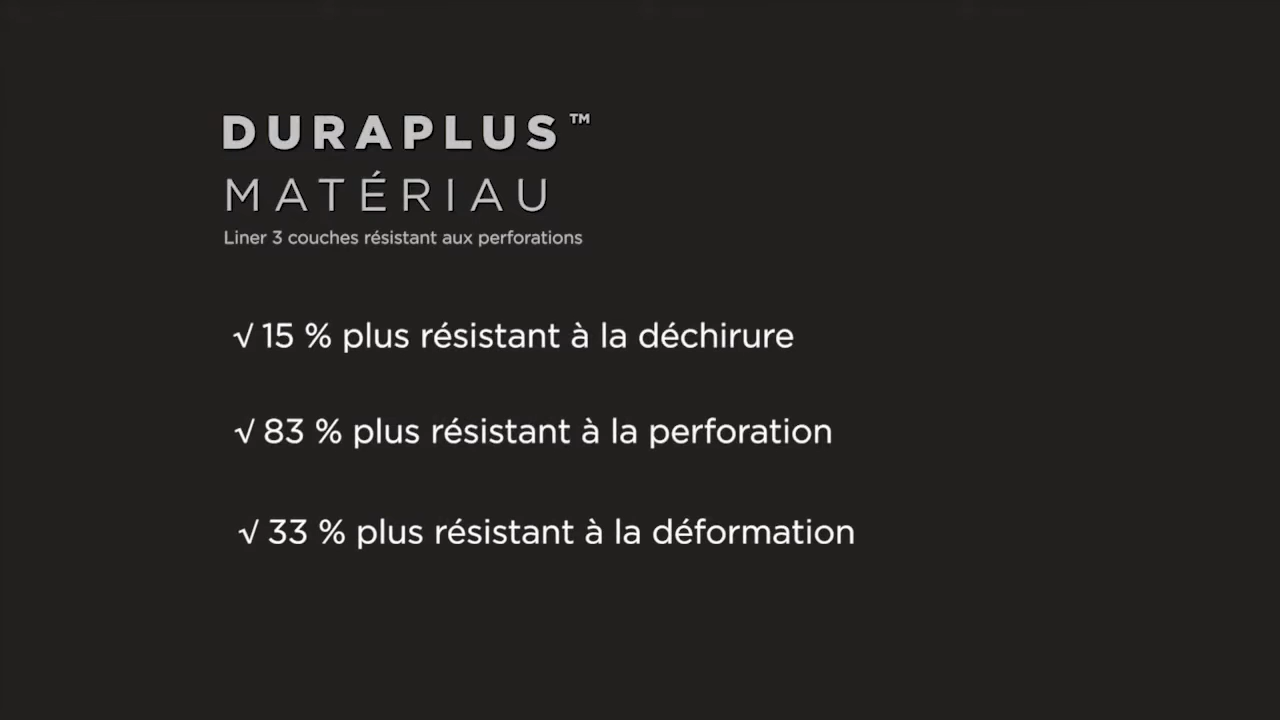 DURAPLUS™
MATÉRIAU
Liner 3 couches résistant aux perforations
√ 15 % plus résistant à la déchirure
√ 83 % plus résistant à la perforation
√ 33 % plus résistant à la déformation